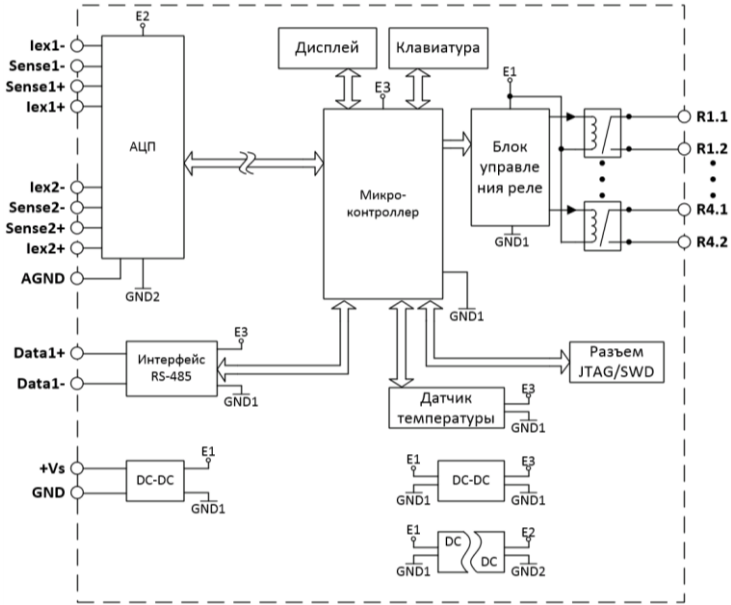 E2
Iex1-
Sense1-
Sense1+
Iex1+
АЦП
Iex2-
Sense2-
Sense2+
Iex2+
AGND
GND2
Дисплей
Клавиатура
E3
Микро-
контроллер
GND1
E1
Блок
управле
ния реле
GND1
R1.1
R1.2
R4.1
R4.2
Data1+
Data1-
Интерфейс
RS-485
E3
GND1
Разъем
JTAG/SWD
Датчик
температуры
E3
GND1
+Vs
GND
DC-DC
E1
GND1
E1
GND1
DC-DC
E3
GND1
E1
GND1
DC
DC
E2
GND2